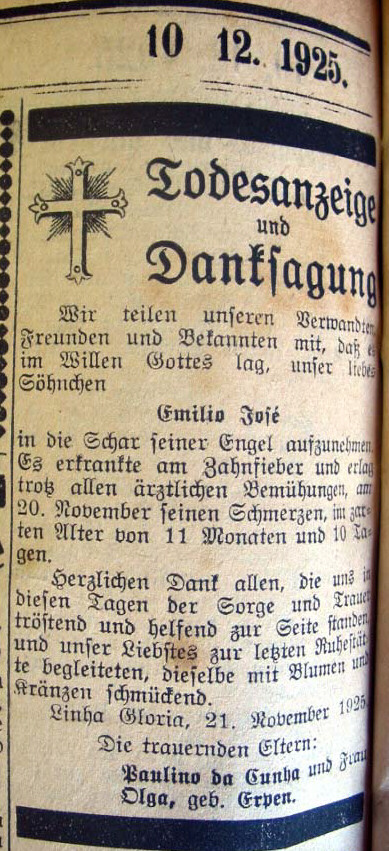 10 12. 1925.
Todesanzeige
und
Danksagung
Wir teilen unseren Verwandten,
Freunden und Bekannten mit, daß es
im Willen Gottes lag, unser liebes
Söhnchen
Emilio José
in die Schar seiner Engel aufzunehmen.
Es erkrankte am Zahnfieber und erlag
trotz allen ärztlichen Bemühungen, am
20. November seinen Schmerzen, im zar-
ten Alter von 11 Monaten und 10 Ta-
gen.
Herzlichen Dank allen, die uns in
diesen Tagen der Sorge und Trauer
tröstend und helfend zur Seite standen,
und unser Liebstes zur letzten Ruhestät-
te begleiteten, dieselbe mit Blumen und
Kränzen schmückend.
Linha Gloria, 21. November 1925.
Die trauernden Eltern:
Paulino da Cunha und Frau
Olga, geb. Erpen.